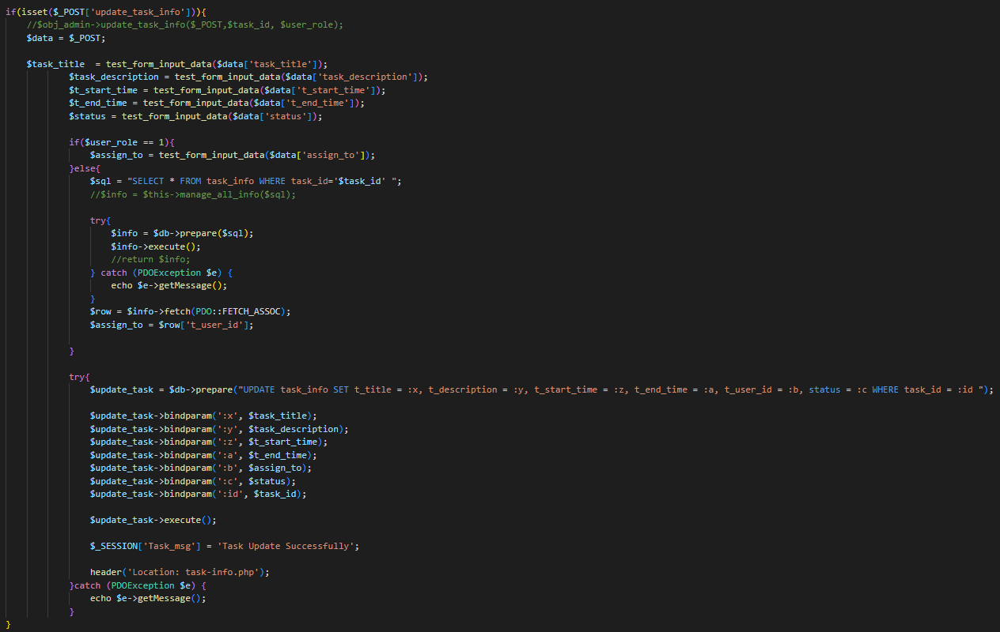 if(isset($_POST['update_task_info'])){
//$obj_admin->update_task_info($_POST,$task_id, $user_role);
$data = $_POST;
$task_title  = test_form_input_data($data['task_title']);
$task_description = test_form_input_data($data['task_description']);
$t_start_time = test_form_input_data($data['t_start_time']);
$t_end_time = test_form_input_data($data['t_end_time']);
$status = test_form_input_data($data['status']);
if($user_role == 1){
$assign_to = test_form_input_data($data['assign_to']);
}else{
$sql = "SELECT * FROM task_info WHERE task_id='$task_id' ";
//$info = $this->manage_all_info($sql);
try{
$info = $db->prepare($sql);
$info->execute();
//return $info;
} catch (PDOException $e) {
echo $e->getMessage();
}
$row = $info->fetch(PDO::FETCH_ASSOC);
$assign_to = $row['t_user_id'];
}
try{
$update_task = $db->prepare("UPDATE task_info SET t_title = :x, t_description = :y, t_start_time = :z, t_end_time = :a, t_user_id = :b, status = :c WHERE task_id = :id ");
$update_task->bindparam(':x', $task_title);
$update_task->bindparam(':y', $task_description);
$update_task->bindparam(':z', $t_start_time);
$update_task->bindparam(':a', $t_end_time);
$update_task->bindparam(':b', $assign_to);
$update_task->bindparam(':c', $status);
$update_task->bindparam(':id', $task_id);
$update_task->execute();
$_SESSION['Task_msg'] = 'Task Update Successfully';
header('Location: task-info.php');
}catch (PDOException $e) {
echo $e->getMessage();
}
}